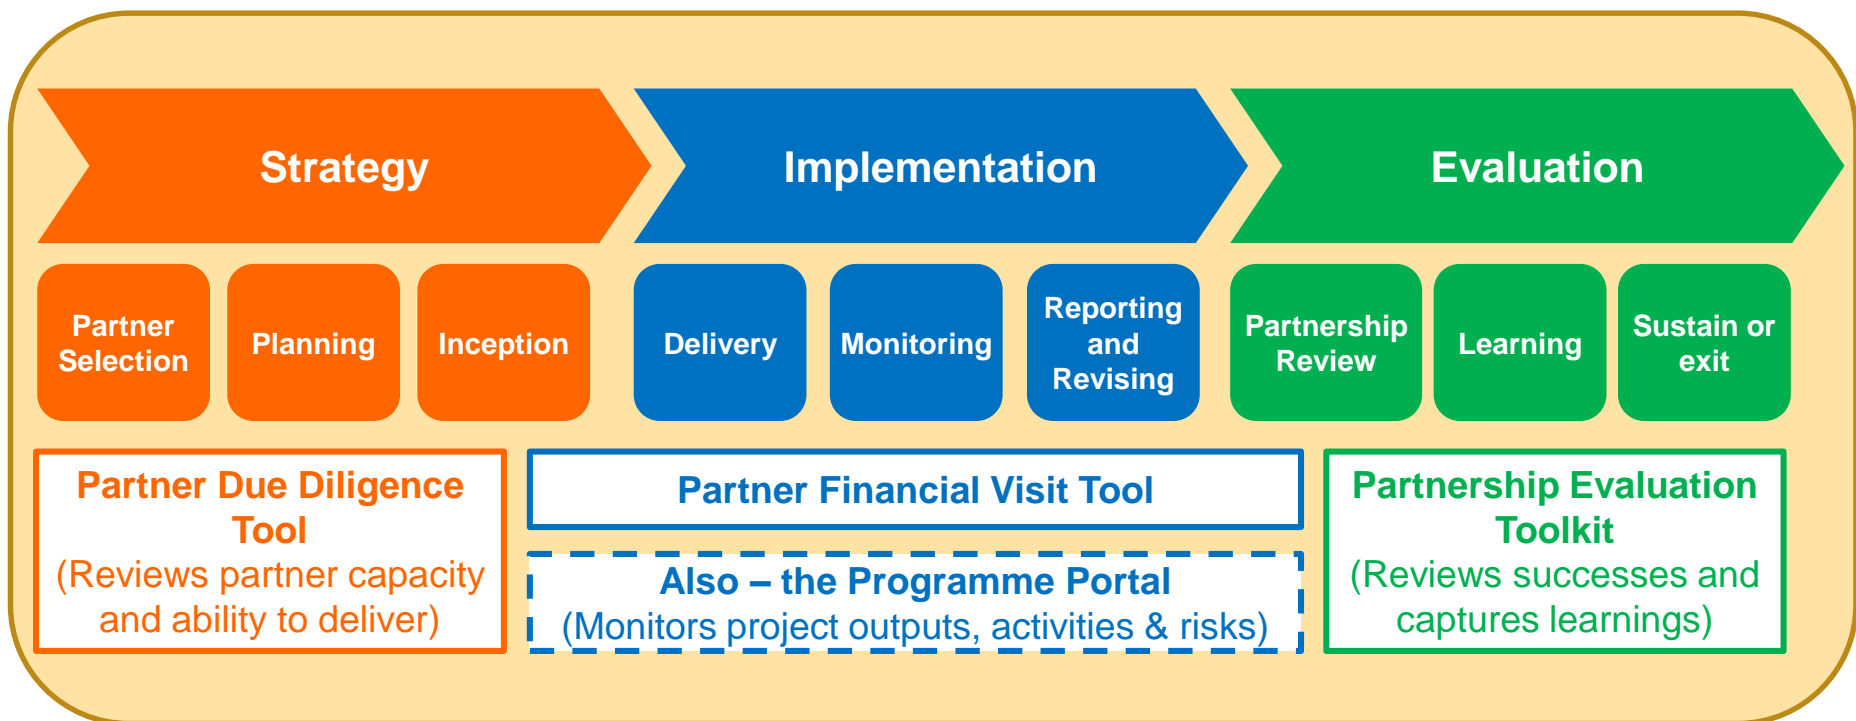 Strategy
Implementation
Evaluation
Partner
Selection
Planning
Inception
Delivery
Monitoring
Reporting
and
Revising
Partnership
Review
Learning
Sustain or
exit
Partner Due Diligence
Tool
(Reviews partner capacity
and ability to deliver)
Partner Financial Visit Tool
Also – the Programme Portal
(Monitors project outputs, activities & risks)
Partnership Evaluation
Toolkit
(Reviews successes and
captures learnings)